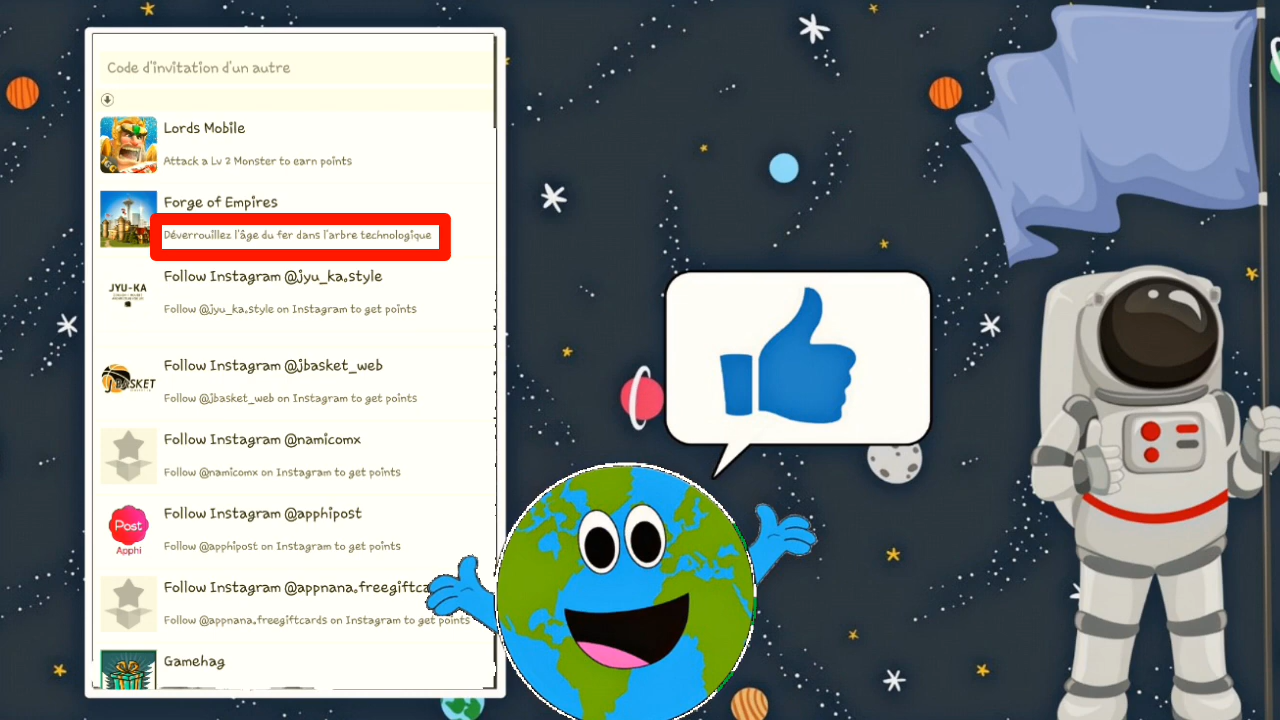 Code d'invitation d'un autre
Lords Mobile
Attack a Lv 2 Monster to earn points
Forge of Empires
Déverrouillez l'âge du fer dans l'arbre technologique
Follow Instagram @jyu_ka.style
JYU-KA
Follow @jyu_ka.style on Instagram to get points
Follow Instagram @jbasket_web
JBASKET
Follow @jbasket_web on Instagram to get points
Follow Instagram @namicomx
Follow @namicomx on Instagram to get points
Follow Instagram @apphipost
Post
Apphi
Follow @apphipost on Instagram to get points
Follow Instagram @appnana.freegiftca
Follow @appnana.freegiftcards on Instagram to get points
Gamehag